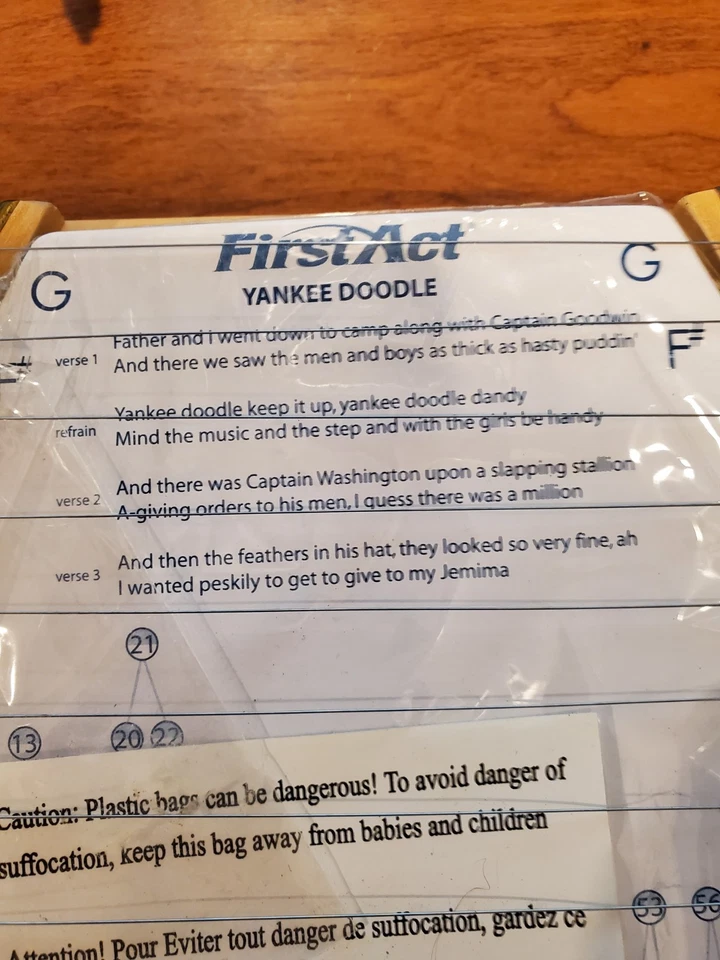 First Act
G
G
YANKEE DOODLE
verse 1
Father and I went down to camp along with Captain Goodwin
And there we saw the men and boys as thick as hasty puddin'
F
refrain
Yankee doodle keep it up, yankee doodle dandy
Mind the music and the step and with the girls be handy
verse 2
And there was Captain Washington upon a slapping stallion
A-giving orders to his men, I guess there was a million
verse 3
And then the feathers in his hat, they looked so very fine, ah
I wanted peskily to get to give to my Jemima
21
13
20 22
Caution: Plastic bags can be dangerous! To avoid danger of
suffocation, keep this bag away from babies and children
53 56
Attention! Pour Eviter tout danger de suffocation, gardez ce